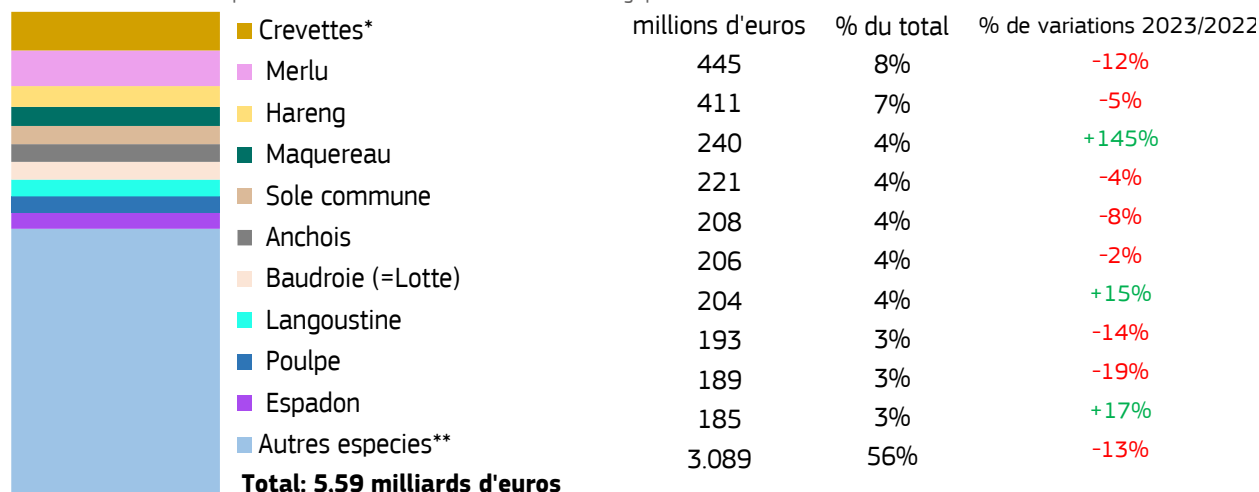 millions d'euros % du total % de variations 2023/2022
Crevettes* 445 8% -12%
Merlu 411 7% -5%
Hareng 240 4% +145%
Maquereau 221 4% -4%
Sole commune 208 4% -8%
Anchois 206 4% -2%
Baudroie (=Lotte) 204 4% +15%
Langoustine 193 3% -14%
Poulpe 189 3% -19%
Espadon 185 3% +17%
Autres especies** 3.089 56% -13%
Total: 5,59 milliards d'euros